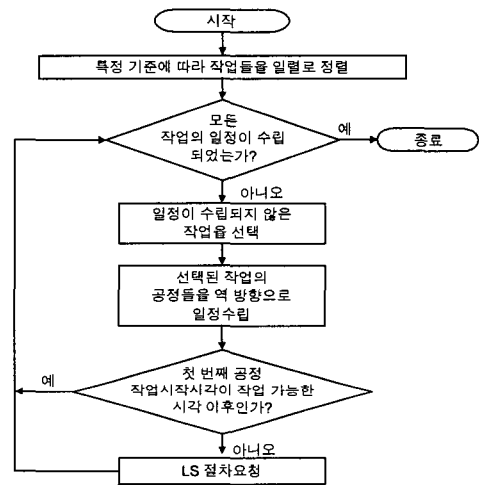 시작
특정 기준에 따라 작업들을 일렬로 정렬
모든
작업의 일정이 수립
되었는가?
예
종료
아니오
일정이 수립되지 않은
작업을 선택
선택된 작업의
공정들을 역 방향으로
일정수립
첫 번째 공정
작업시작시각이 작업 가능한
시각 이후인가?
예
아니오
LS 절차요청